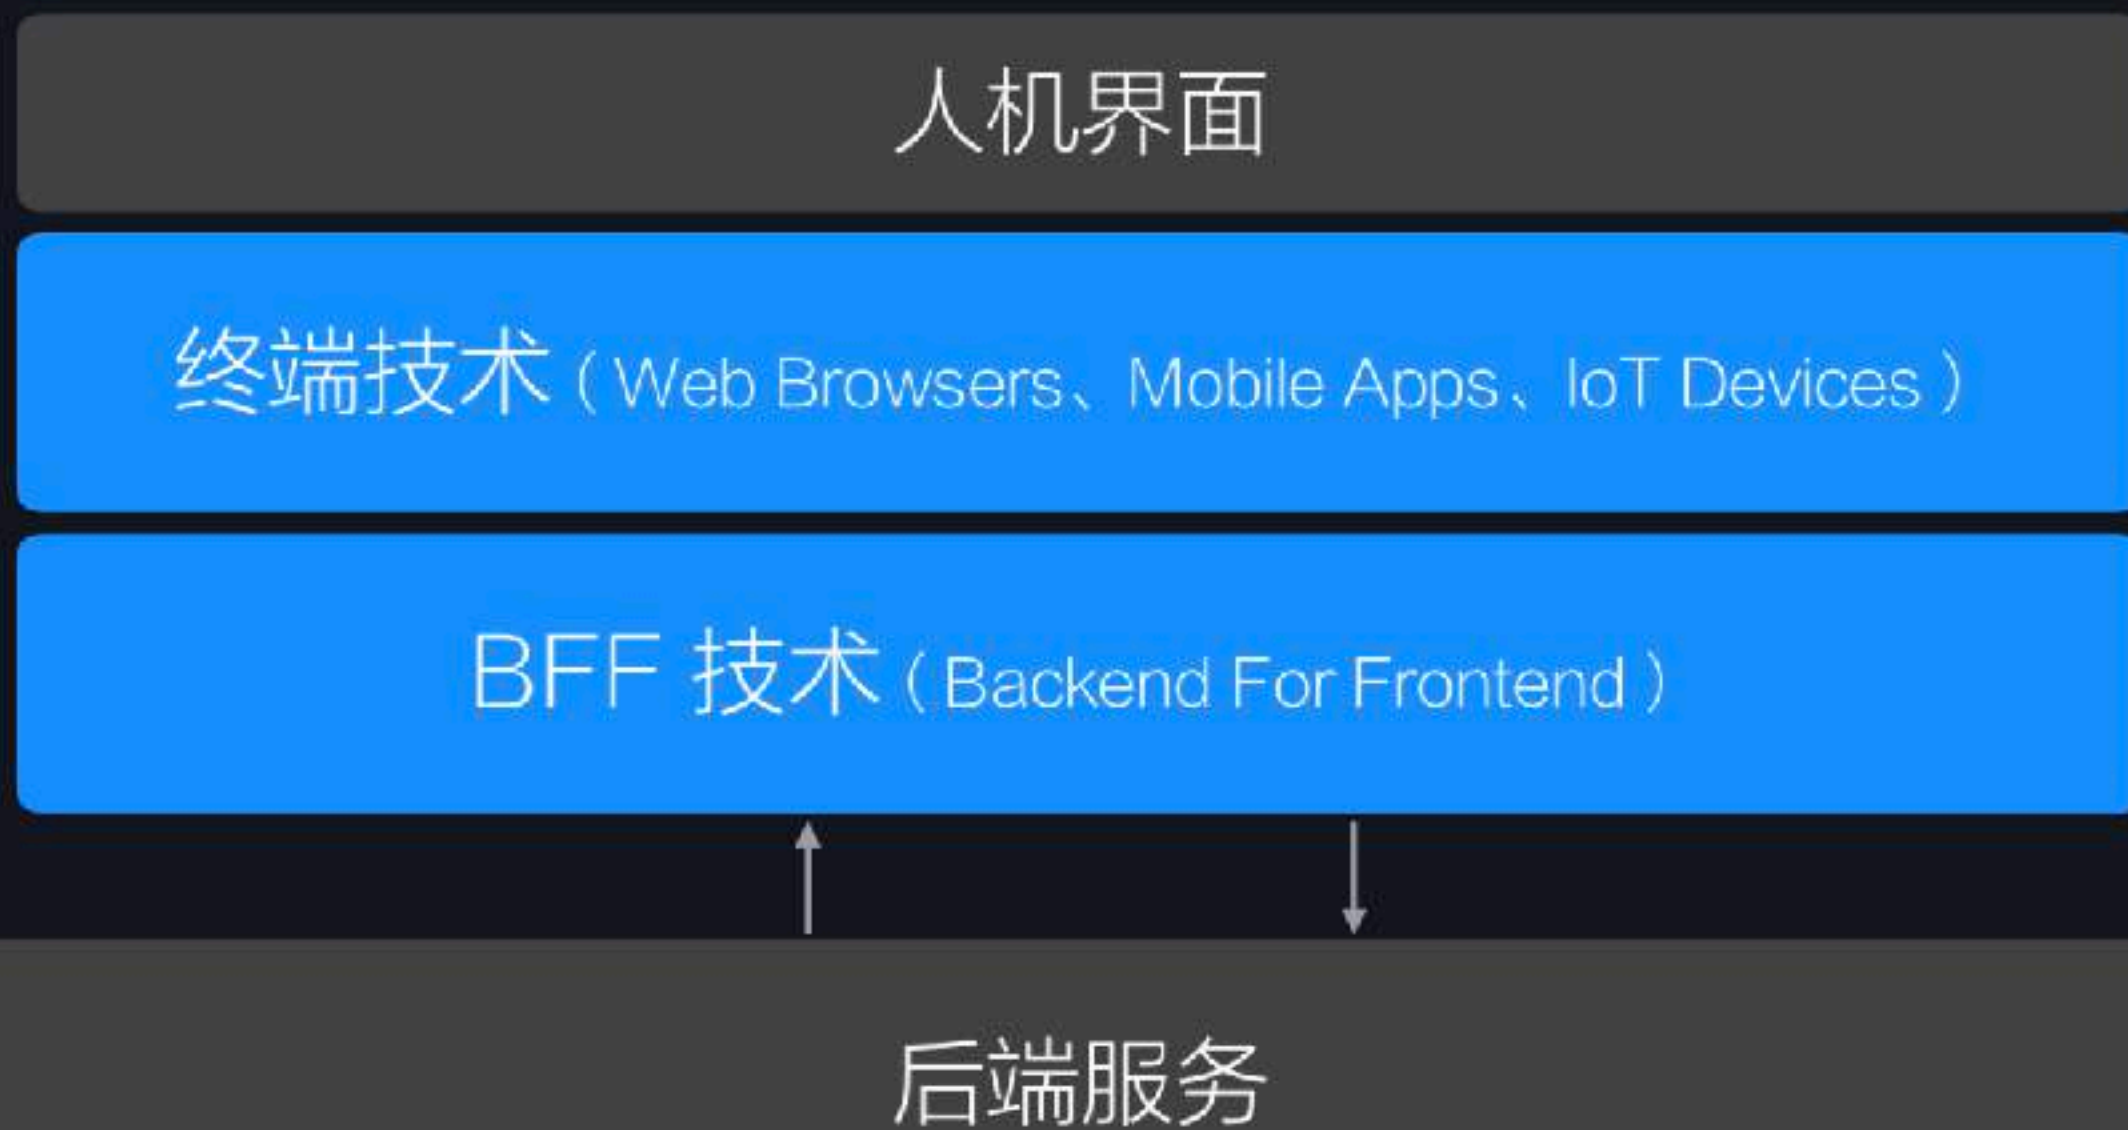 人机界面
终端技术（Web Browsers、Mobile Apps、IoT Devices）
BFF 技术（Backend For Frontend）
后端服务